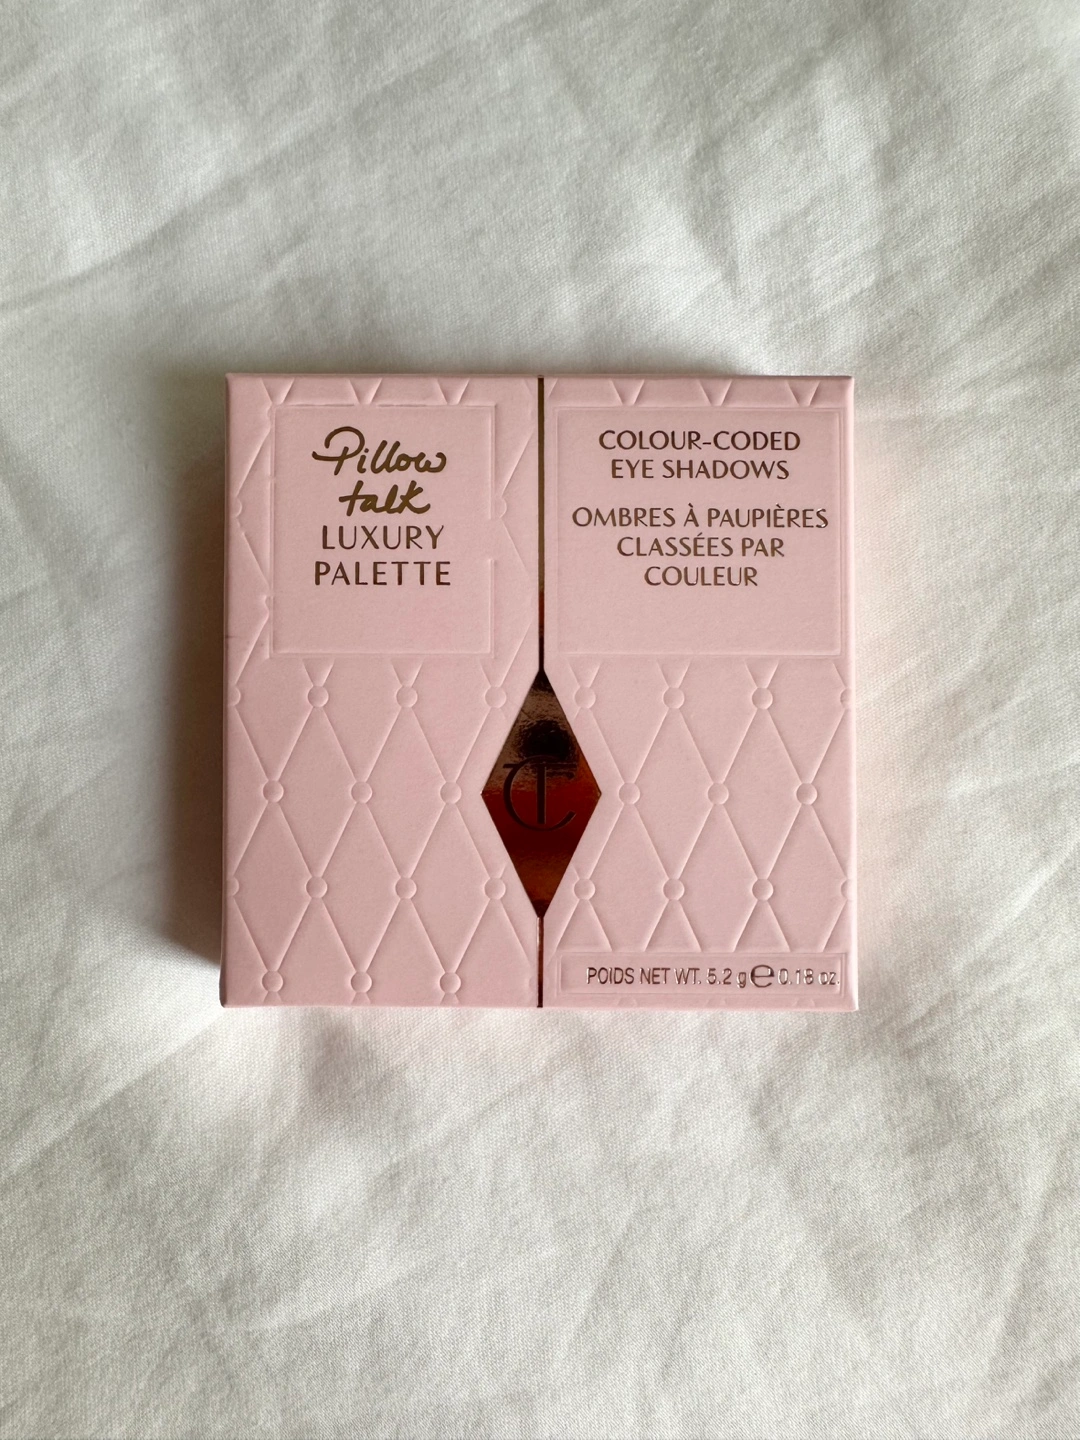 Pillow
talk
LUXURY
PALETTE
COLOUR-CODED
EYE SHADOWS
OMBRES À PAUPIÈRES
CLASSÉES PAR
COULEUR
CT
POIDS NET WT. 5.2 g ℮ 0.18 oz.